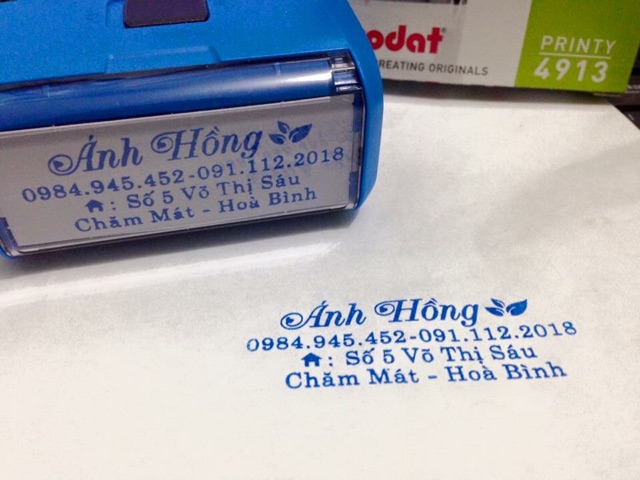 odat
REATING ORIGINALS
PRINTY
4913
Ánh Hồng
0984.945.452-091.112.2018
: Số 5 Võ Thị Sáu
Chăm Mát - Hoà Bình
Ánh Hồng
0984.945.452-091.112.2018
: Số 5 Võ Thị Sáu
Chăm Mát - Hoà Bình